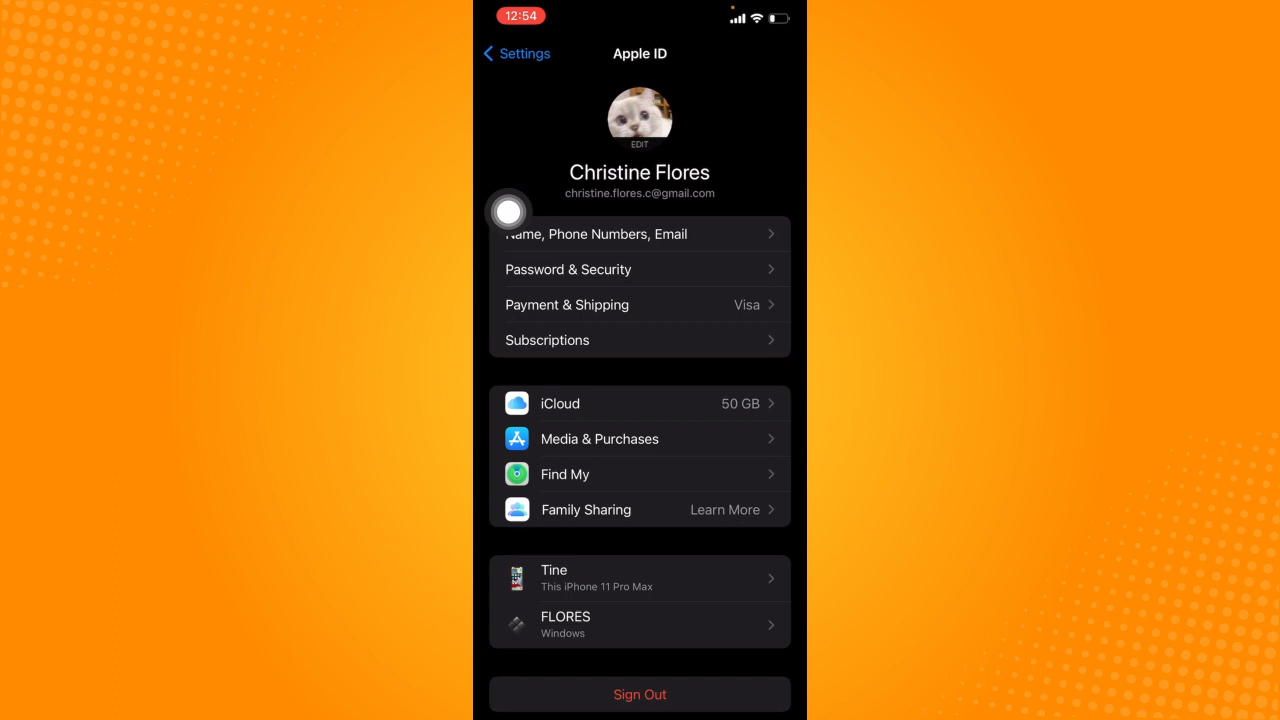 12:54
Settings
Apple ID
EDIT
Christine Flores
christine.flores.c@gmail.com
Name, Phone Numbers, Email
Password & Security
Payment & Shipping Visa
Subscriptions
iCloud 50 GB
Media & Purchases
Find My
Family Sharing Learn More
Tine
This iPhone 11 Pro Max
FLORES
Windows
Sign Out